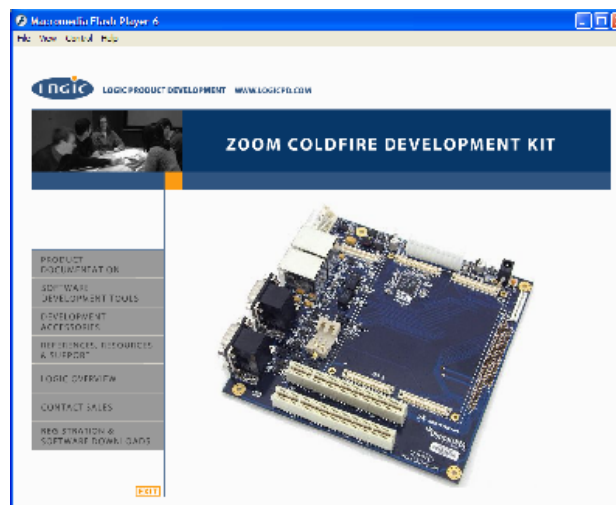 Macromedia Flash Player 6
File View Control Help
LOGIC
LOGIC PRODUCT DEVELOPMENT WWW.LOGICPD.COM
ZOOM COLDFIRE DEVELOPMENT KIT
PRODUCT
DOCUMENTATION
SOFTWARE
DEVELOPMENT TOOLS
DEVELOPMENT
ACCESSORIES
REFERENCES, RESOURCES
& SUPPORT
LOGIC OVERVIEW
CONTACT SALES
REGISTRATION &
SOFTWARE DOWNLOADS
EXIT